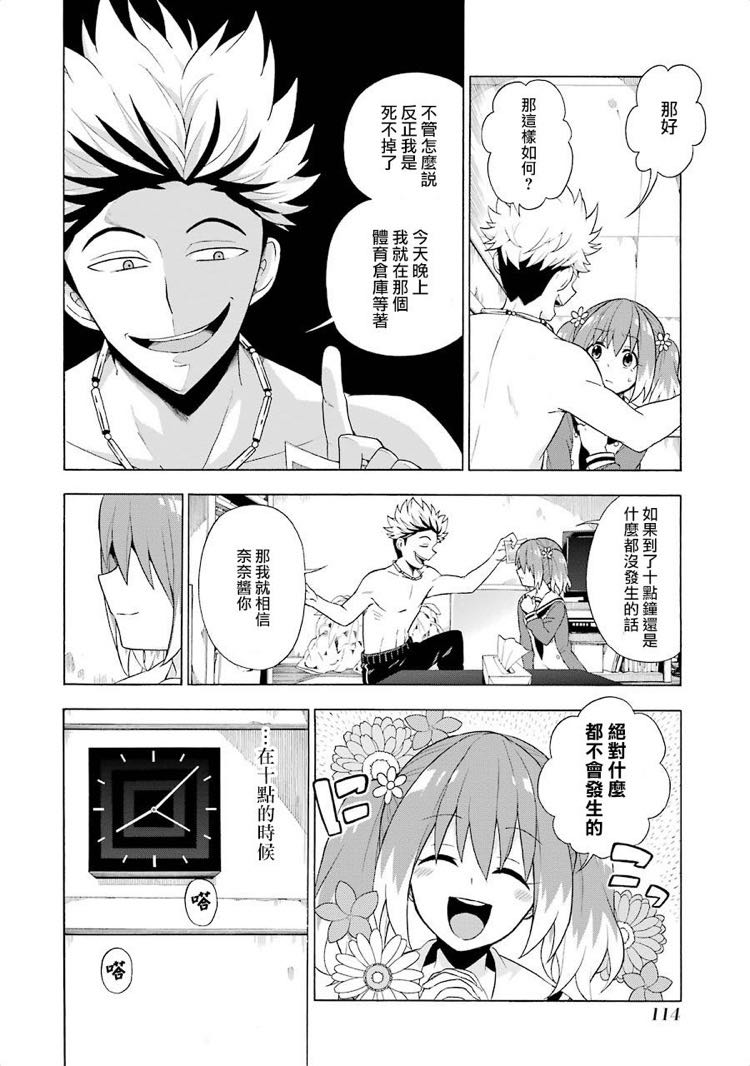 那好
那這樣如何？
不管怎麼說
反正我是
死不掉了
今天晚上
我就在那個
體育倉庫等著
如果到了十點鐘還是
什麼都沒發生的話
那我就相信
奈奈醬你
絕對什麼
都不會發生的
にこっ
…在十點的時候
嗒
嗒
114